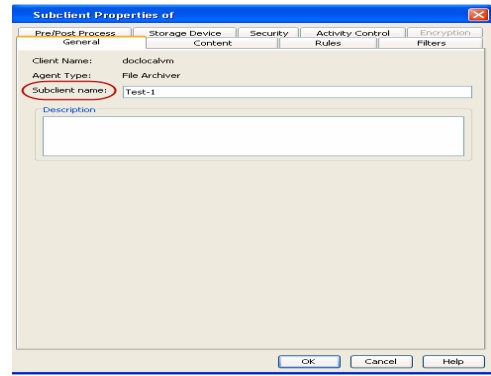 Subclient Properties of
Pre/Post Process Storage Device Security Activity Control Encryption
General Content Rules Filters
Client Name: doclocalvm
Agent Type: File Archiver
Subclient name: Test-1
Description
OK Cancel Help